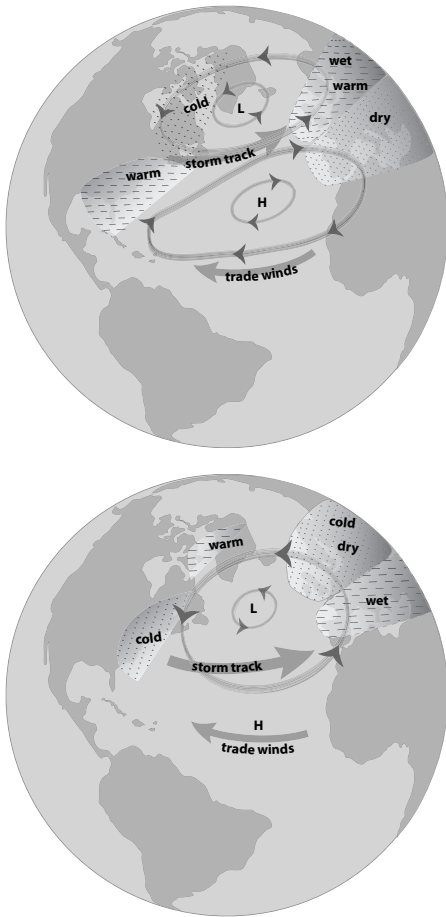 wet
warm
cold
L
dry
storm track
warm
H
trade winds
cold
dry
warm
wet
L
cold
storm track
H
trade winds